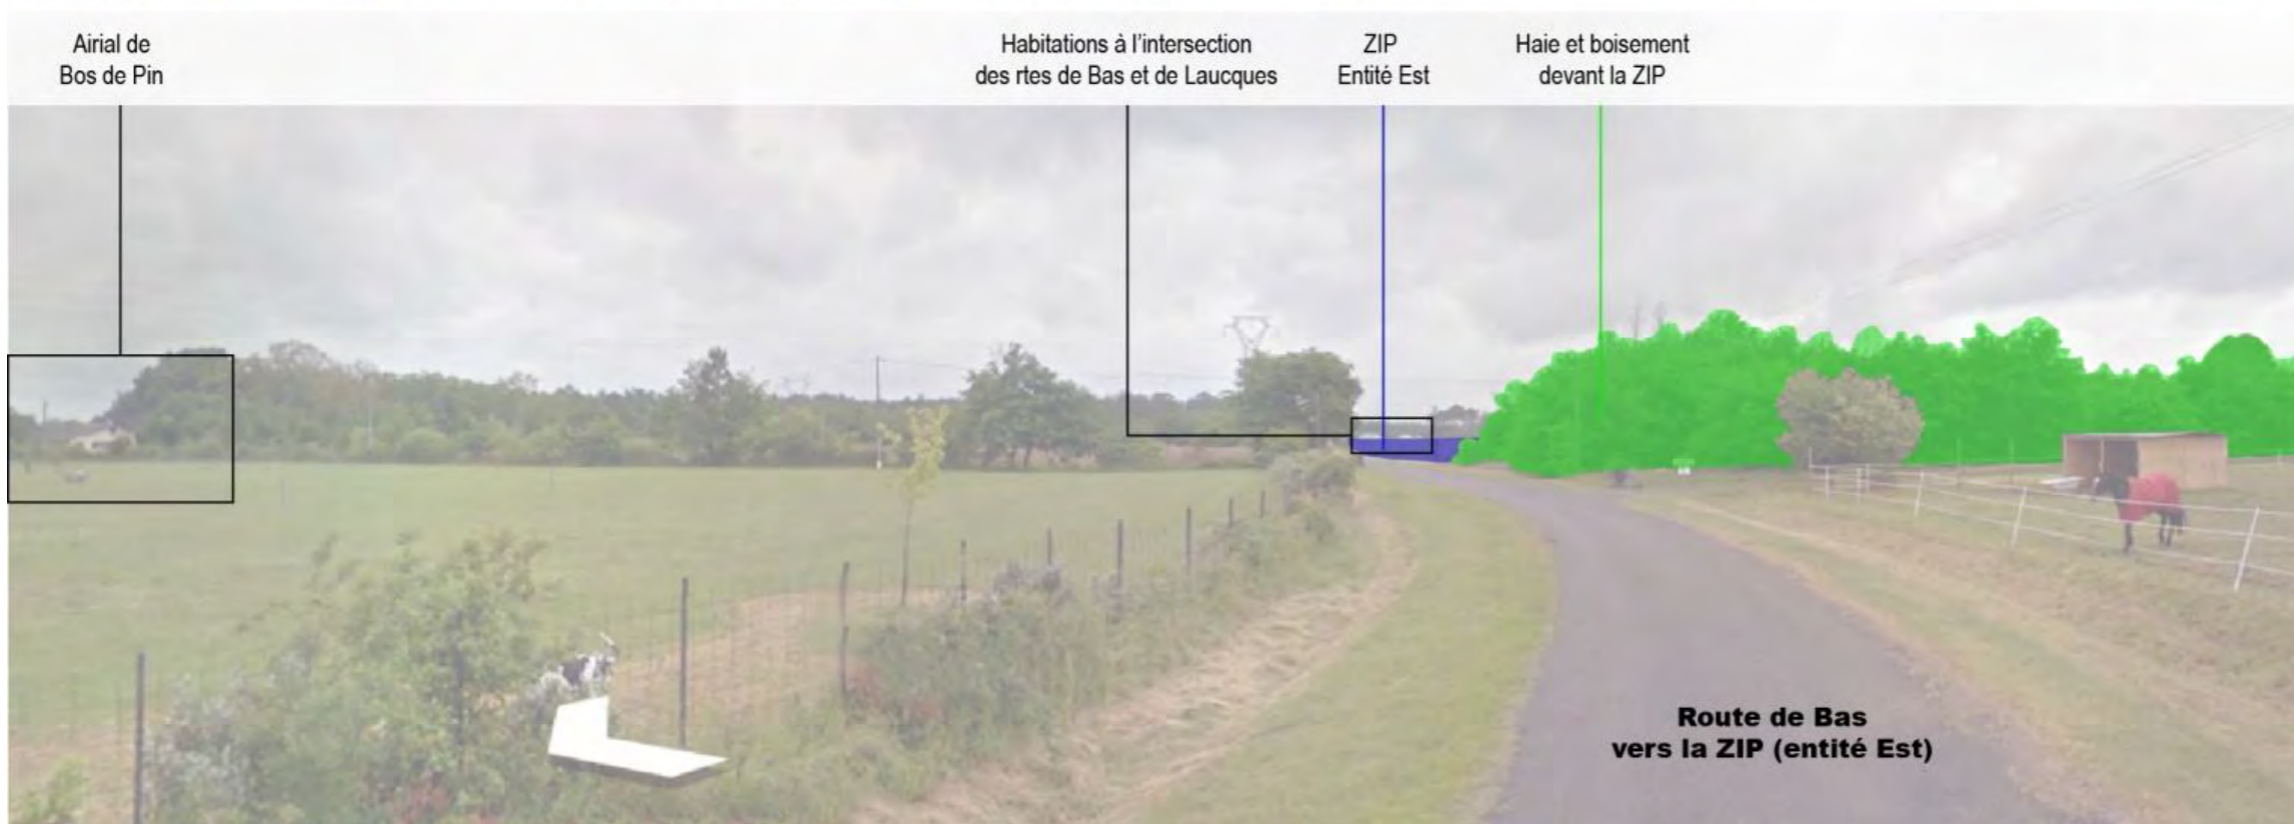 Airial de
Bos de Pin
Habitations à l'intersection
des rtes de Bas et de Laucques
ZIP
Entité Est
Haie et boisement
devant la ZIP
Route de Bas
vers la ZIP (entité Est)